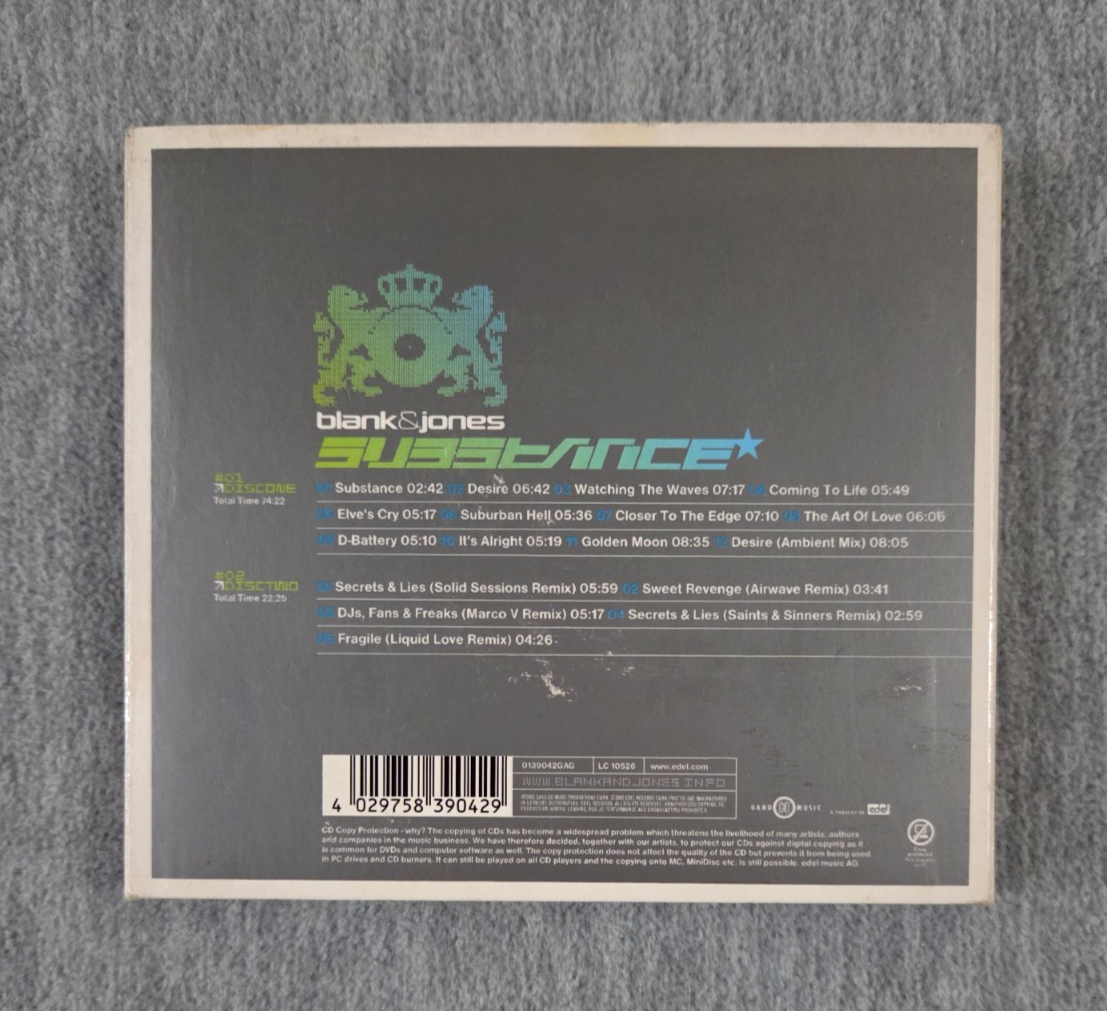 blank&jones
SUBSTANCE
#01
DISCONE
Total Time 74:22
01 Substance 02:42 02 Desire 06:42 03 Watching The Waves 07:17 04 Coming To Life 05:49
05 Elve's Cry 05:17 06 Suburban Hell 05:36 07 Closer To The Edge 07:10 08 The Art Of Love 06:06
09 D-Battery 05:10 10 It's Alright 05:19 11 Golden Moon 08:35 12 Desire (Ambient Mix) 08:05
#02
DISCTWO
Total Time 22:25
01 Secrets & Lies (Solid Sessions Remix) 05:59 02 Sweet Revenge (Airwave Remix) 03:41
03 DJs, Fans & Freaks (Marco V Remix) 05:17 04 Secrets & Lies (Saints & Sinners Remix) 02:59
05 Fragile (Liquid Love Remix) 04:26
0139042GAG LC 10526 www.edel.com
WWW.BLANKANDJONES.INFO
4 029758 390429
GANG GO MUSIC
edel
CD Copy Protection - why? The copying of CDs has become a widespread problem which threatens the livelihood of many artists, authors
and companies in the music business. We have therefore decided, together with our artists, to protect our CDs against digital copying as it
is common for DVDs and computer software as well. The copy protection does not affect the quality of the CD but prevents it from being used
in PC drives and CD burners. It can still be played on all CD players and the copying onto MC, MiniDisc etc. is still possible. edel music AG